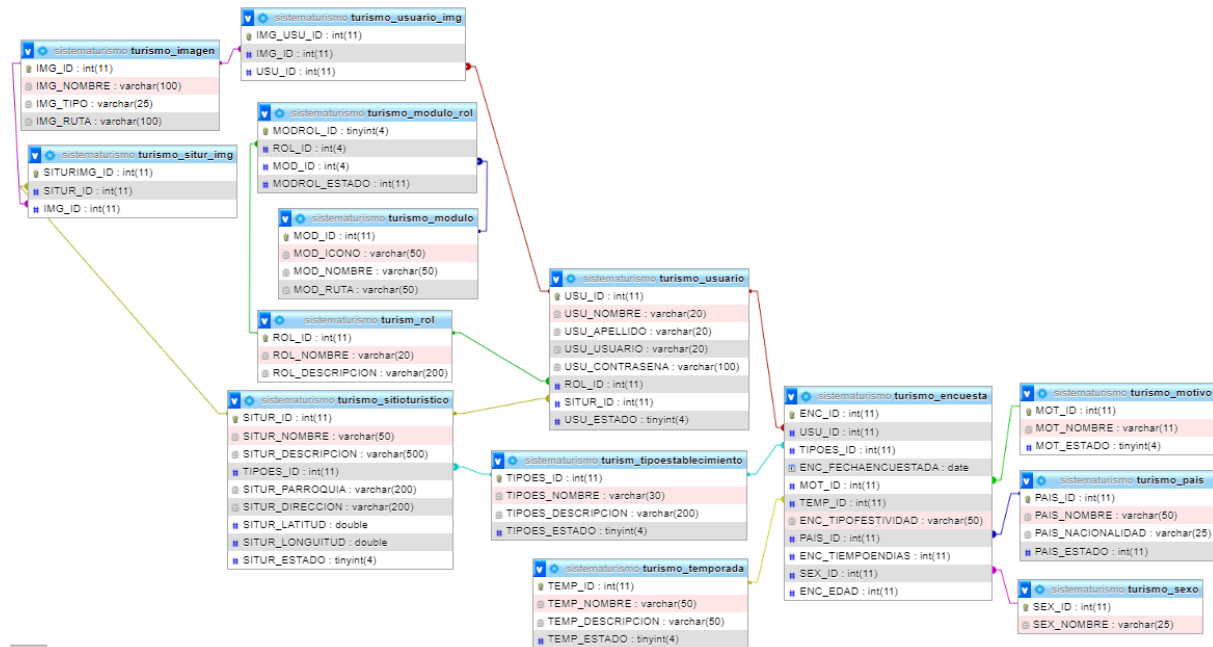 sistematurismo turismo_usuario_img
IMG_USU_ID : int(11)
IMG_ID : int(11)
USU_ID : int(11)
sistematurismo turismo_imagen
IMG_ID : int(11)
IMG_NOMBRE : varchar(100)
IMG_TIPO : varchar(25)
IMG_RUTA : varchar(100)
sistematurismo turismo_modulo_rol
MODROL_ID : tinyint(4)
ROL_ID : int(4)
MOD_ID : int(4)
MODROL_ESTADO : int(11)
sistematurismo turismo_situr_img
SITURIMG_ID : int(11)
SITUR_ID : int(11)
IMG_ID : int(11)
sistematurismo turismo_modulo
MOD_ID : int(11)
MOD_ICONO : varchar(50)
MOD_NOMBRE : varchar(50)
MOD_RUTA : varchar(50)
sistematurismo turismo_usuario
USU_ID : int(11)
USU_NOMBRE : varchar(20)
USU_APELLIDO : varchar(20)
USU_USUARIO : varchar(20)
USU_CONTRASENA : varchar(100)
ROL_ID : int(11)
SITUR_ID : int(11)
USU_ESTADO : tinyint(4)
sistematurismo turism_rol
ROL_ID : int(11)
ROL_NOMBRE : varchar(20)
ROL_DESCRIPCION : varchar(200)
sistematurismo turismo_sitioturistico
SITUR_ID : int(11)
SITUR_NOMBRE : varchar(50)
SITUR_DESCRIPCION : varchar(500)
TIPOES_ID : int(11)
SITUR_PARROQUIA : varchar(200)
SITUR_DIRECCION : varchar(200)
SITUR_LATITUD : double
SITUR_LONGUITUD : double
SITUR_ESTADO : tinyint(4)
sistematurismo turism_tipoestablecimiento
TIPOES_ID : int(11)
TIPOES_NOMBRE : varchar(30)
TIPOES_DESCRIPCION : varchar(200)
TIPOES_ESTADO : tinyint(4)
sistematurismo turismo_temporada
TEMP_ID : int(11)
TEMP_NOMBRE : varchar(50)
TEMP_DESCRIPCION : varchar(50)
TEMP_ESTADO : tinyint(4)
sistematurismo turismo_encuesta
ENC_ID : int(11)
USU_ID : int(11)
TIPOES_ID : int(11)
ENC_FECHAENCUESTADA : date
MOT_ID : int(11)
TEMP_ID : int(11)
ENC_TIPOFESTIVIDAD : varchar(50)
PAIS_ID : int(11)
ENC_TIEMPOENDIAS : int(11)
SEX_ID : int(11)
ENC_EDAD : int(11)
sistematurismo turismo_motivo
MOT_ID : int(11)
MOT_NOMBRE : varchar(11)
MOT_ESTADO : tinyint(4)
sistematurismo turismo_pais
PAIS_ID : int(11)
PAIS_NOMBRE : varchar(50)
PAIS_NACIONALIDAD : varchar(25)
PAIS_ESTADO : int(11)
sistematurismo turismo_sexo
SEX_ID : int(11)
SEX_NOMBRE : varchar(25)